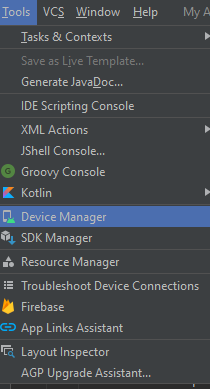 Tools VCS Window Help My A
Tasks & Contexts
Save as Live Template...
Generate JavaDoc...
IDE Scripting Console
XML Actions
JShell Console...
G Groovy Console
Kotlin
Device Manager
SDK Manager
Resource Manager
Troubleshoot Device Connections
Firebase
App Links Assistant
Layout Inspector
AGP Upgrade Assistant...